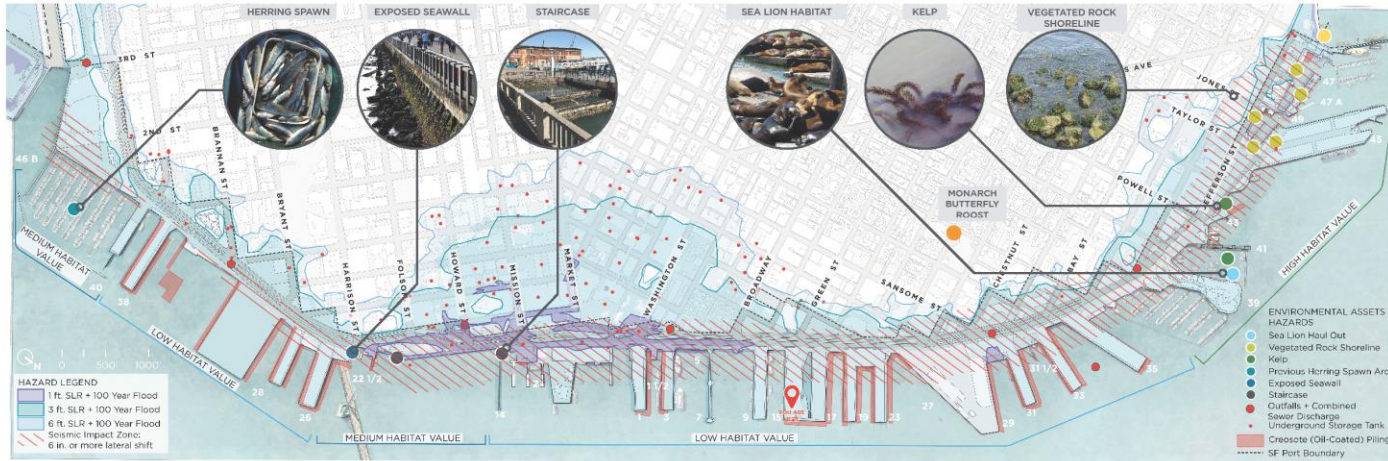 HERRING SPAWN
EXPOSED SEAWALL
STAIRCASE
SEA LION HABITAT
KELP
VEGETATED ROCK
SHORELINE
3RD ST
2ND ST
BRANNAN ST
BRYANT ST
HARRISON ST
FOLSOM ST
HOWARD ST
MISSION ST
MARKET ST
WASHINGTON ST
BROADWAY
GREEN ST
SANSOME ST
CHESTNUT ST
BAY ST
POWELL ST
TAYLOR ST
JEFFERSON ST
JONES
AVE
MONARCH
BUTTERFLY
ROOST
46 B
40
38
28
26
22 1/2
14
1 1/2
9
15
17
19
23
27
29
31
31 1/2
33
35
39
41
45
47
47 A
MEDIUM HABITAT
VALUE
LOW HABITAT
VALUE
MEDIUM HABITAT VALUE
LOW HABITAT VALUE
HIGH HABITAT VALUE
N
0
500'
1000'
HAZARD LEGEND
1 ft. SLR + 100 Year Flood
3 ft. SLR + 100 Year Flood
6 ft. SLR + 100 Year Flood
Seismic Impact Zone:
6 in. or more lateral shift
ENVIRONMENTAL ASSETS
HAZARDS
Sea Lion Haul Out
Vegetated Rock Shoreline
Kelp
Previous Herring Spawn Arc
Exposed Seawall
Staircase
Outfalls + Combined
Sewer Discharge
Underground Storage Tank
Creosote (Oil-Coated) Piling
SF Port Boundary